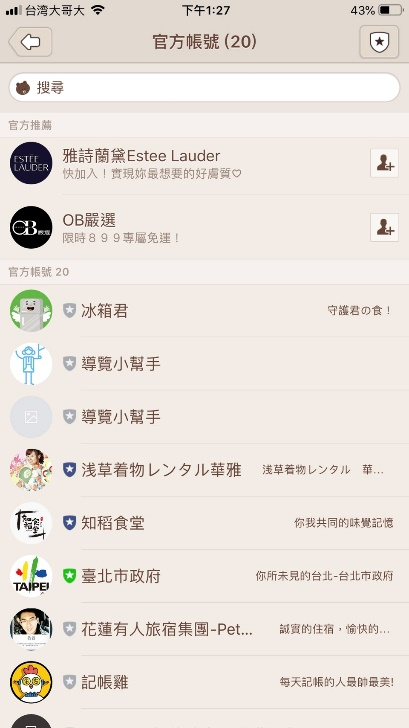 台湾大哥大
下午1:27
43%
官方帳號 (20)
搜尋
官方推薦
ESTĒE
LAUDER
雅詩蘭黛Estee Lauder
快加入！實現妳最想要的好膚質♡
OB嚴選
OB嚴選
限時８９９專屬免運！
官方帳號 20
冰箱君
守護君の食！
導覽小幫手
導覽小幫手
浅草着物レンタル華雅
浅草着物レンタル　華...
知稻食堂
你我共同的味覺記憶
TAIPEI
臺北市政府
你所未見的台北-台北市政府
花蓮有人旅宿集團-Pet...
誠實的住宿，愉快的...
記帳雞
每天記帳的人最帥最美!